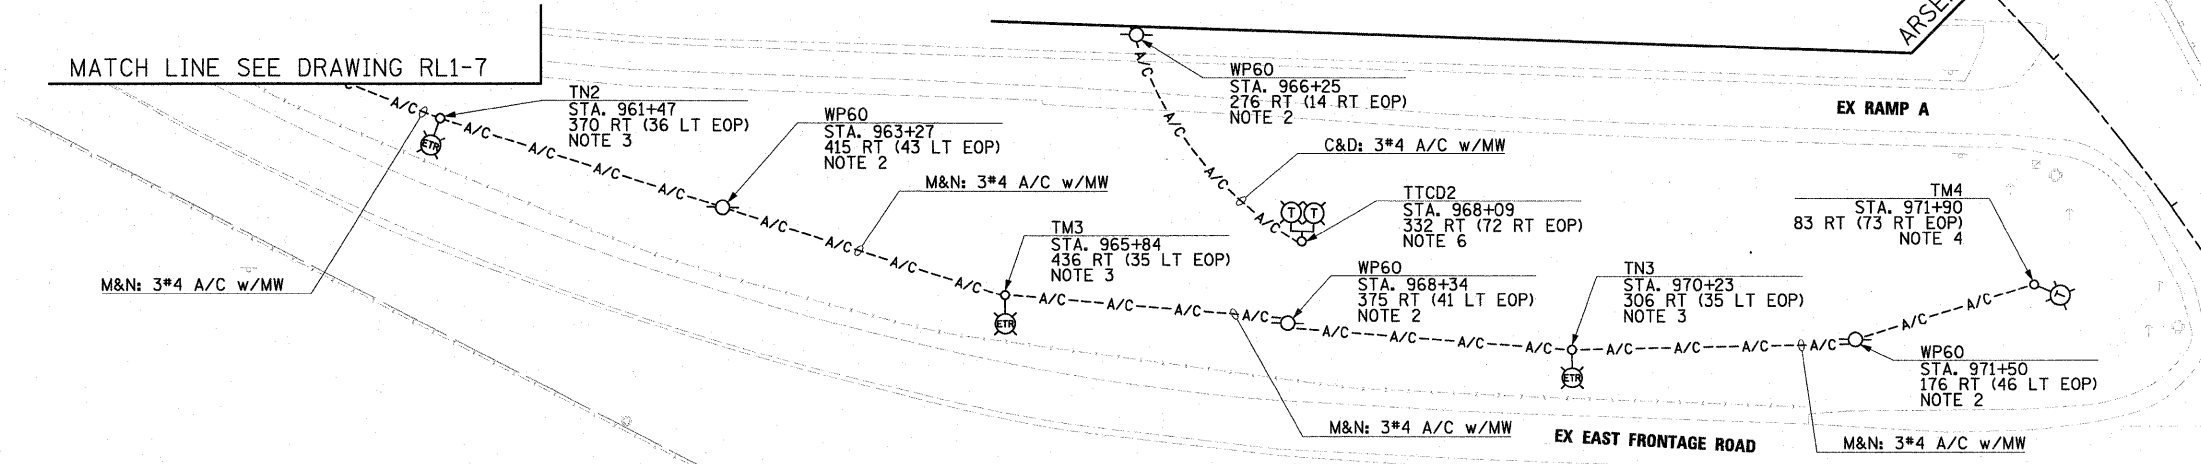 MATCH LINE SEE DRAWING RL1-7
A/C
TN2
STA. 961+47
370 RT (36 LT EOP)
NOTE 3
ETR
A/C
A/C
A/C
A/C
M&N: 3#4 A/C w/MW
WP60
STA. 963+27
415 RT (43 LT EOP)
NOTE 2
A/C
A/C
A/C
A/C
M&N: 3#4 A/C w/MW
TM3
STA. 965+84
436 RT (35 LT EOP)
NOTE 3
ETR
A/C
A/C
A/C
A/C
WP60
STA. 966+25
276 RT (14 RT EOP)
NOTE 2
A/C
A/C
A/C
A/C
C&D: 3#4 A/C w/MW
T T
TTCD2
STA. 968+09
332 RT (72 RT EOP)
NOTE 6
WP60
STA. 968+34
375 RT (41 LT EOP)
NOTE 2
M&N: 3#4 A/C w/MW
A/C
A/C
A/C
A/C
TN3
STA. 970+23
306 RT (35 LT EOP)
NOTE 3
ETR
A/C
A/C
A/C
A/C
WP60
STA. 971+50
176 RT (46 LT EOP)
NOTE 2
M&N: 3#4 A/C w/MW
A/C
A/C
TM4
STA. 971+90
83 RT (73 RT EOP)
NOTE 4
T
EX RAMP A
EX EAST FRONTAGE ROAD
ARSE